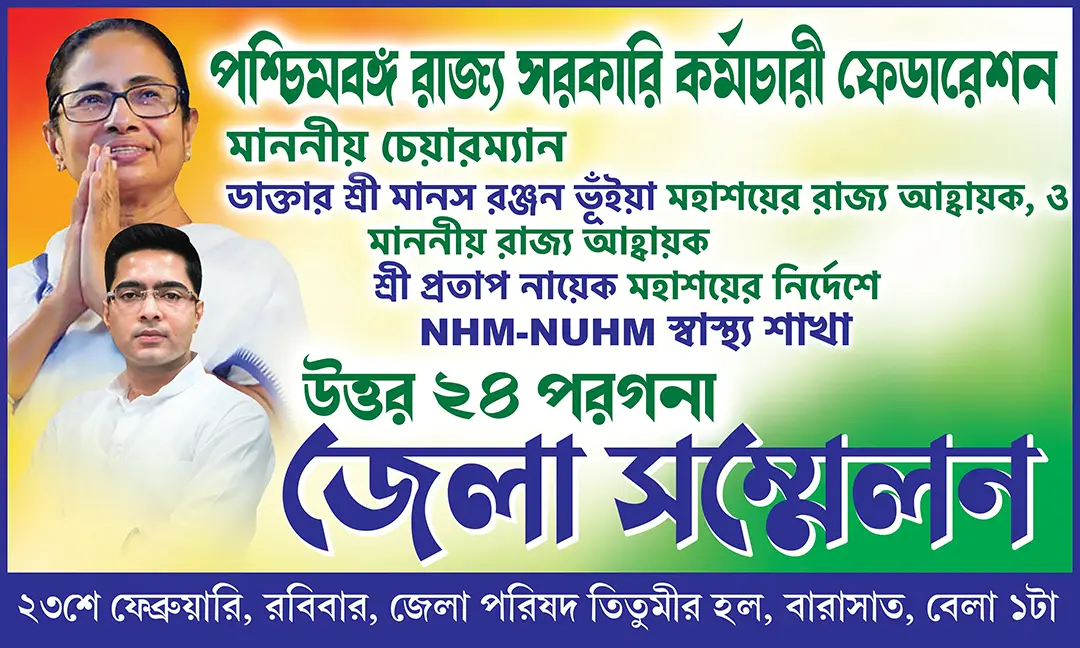 পশ্চিমবঙ্গ রাজ্য সরকারি কর্মচারী ফেডারেশন
মাননীয় চেয়ারম্যান
ডাক্তার শ্রী মানস রঞ্জন ভূঁইয়া মহাশয়ের রাজ্য আহ্বায়ক, ও
মাননীয় রাজ্য আহ্বায়ক
শ্রী প্রতাপ নায়েক মহাশয়ের নির্দেশে
NHM-NUHM স্বাস্থ্য শাখা
উত্তর ২৪ পরগনা
জেলা সম্মেলন
২৩শে ফেব্রুয়ারি, রবিবার, জেলা পরিষদ তিতুমীর হল, বারাসাত, বেলা ১টা